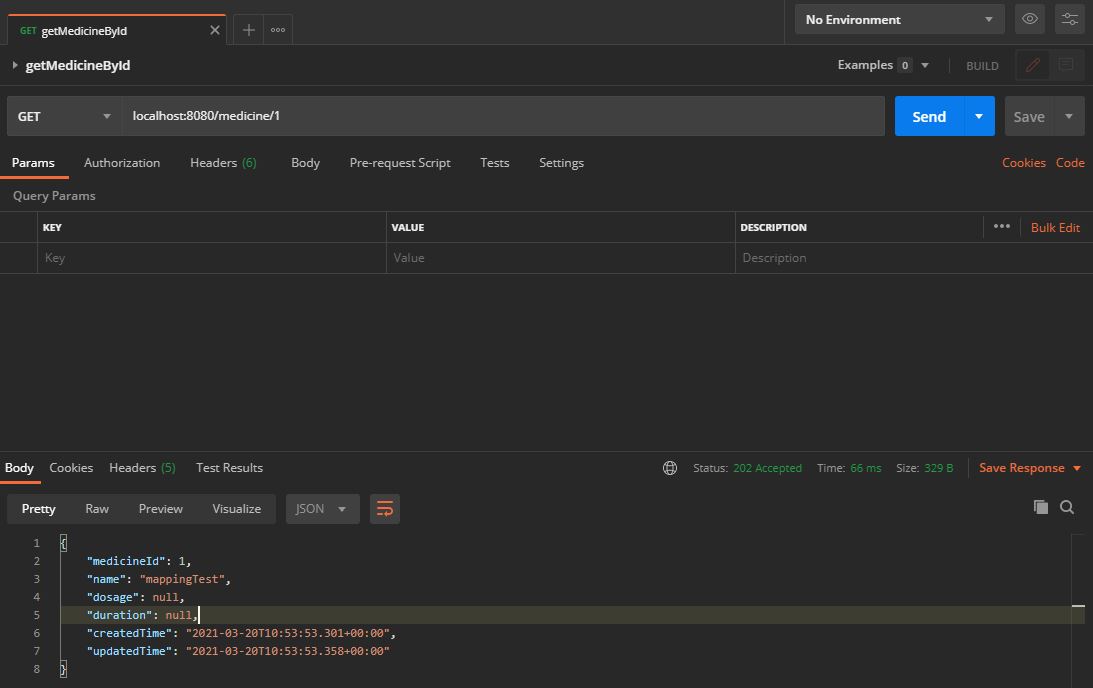 GET getMedicineById
No Environment
getMedicineById
Examples 0
BUILD
GET localhost:8080/medicine/1 Send Save
Params Authorization Headers (6) Body Pre-request Script Tests Settings Cookies Code
Query Params
KEY VALUE DESCRIPTION Bulk Edit
Key Value Description
Body Cookies Headers (5) Test Results Status: 202 Accepted Time: 66 ms Size: 329 B Save Response
Pretty Raw Preview Visualize JSON
1 {
2 "medicineId": 1,
3 "name": "mappingTest",
4 "dosage": null,
5 "duration": null,
6 "createdTime": "2021-03-20T10:53:53.301+00:00",
7 "updatedTime": "2021-03-20T10:53:53.358+00:00"
8 }